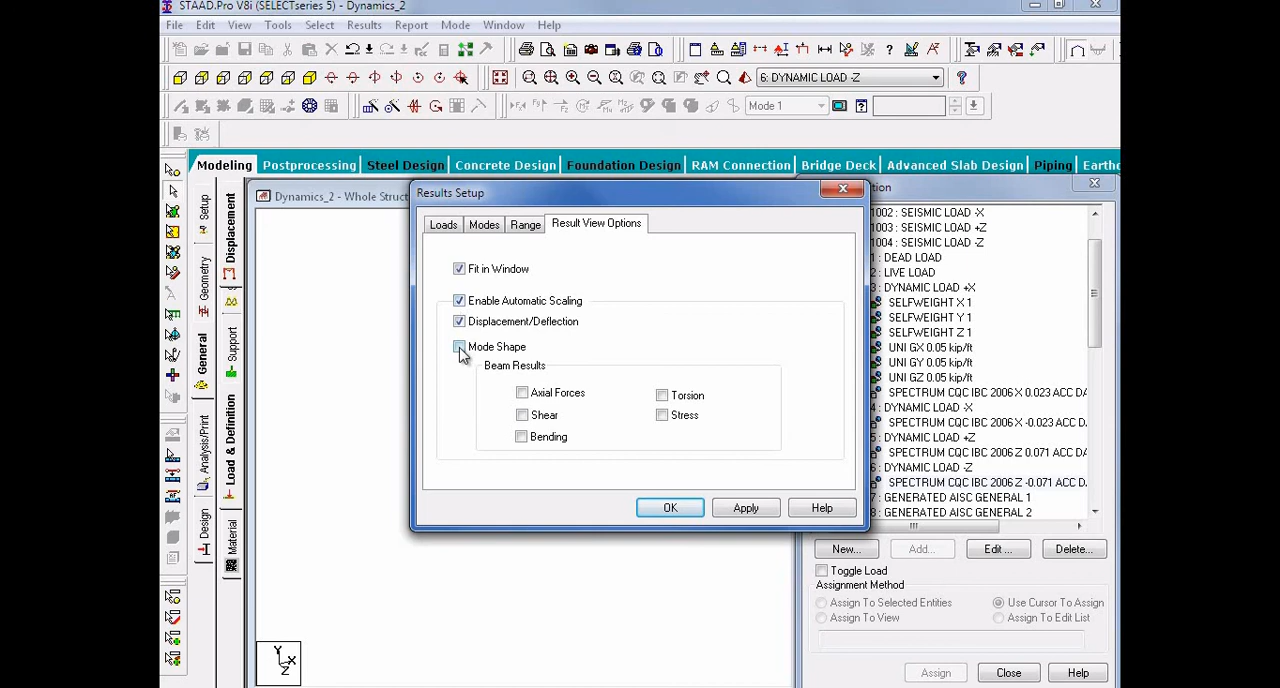 STAAD.Pro V8i (SELECTseries 5) - Dynamics_2
File Edit View Tools Select Results Report Mode Window Help
6: DYNAMIC LOAD -Z
Mode 1
Modeling Postprocessing Steel Design Concrete Design Foundation Design RAM Connection Bridge Deck Advanced Slab Design Piping Earthq
Dynamics_2 - Whole Struct
Setup
Geometry
General
Analysis/Print
Design
Displacement
Support
Load & Definition
Material
Results Setup
Loads Modes Range Result View Options
Fit in Window
Enable Automatic Scaling
Displacement/Deflection
Mode Shape
Beam Results
Axial Forces Torsion
Shear Stress
Bending
OK Apply Help
1002 : SEISMIC LOAD -X
1003 : SEISMIC LOAD +Z
1004 : SEISMIC LOAD -Z
1 : DEAD LOAD
2 : LIVE LOAD
3 : DYNAMIC LOAD +X
SELFWEIGHT X 1
SELFWEIGHT Y 1
SELFWEIGHT Z 1
UNI GX 0.05 kip/ft
UNI GY 0.05 kip/ft
UNI GZ 0.05 kip/ft
SPECTRUM CQC IBC 2006 X 0.023 ACC DA
4 : DYNAMIC LOAD -X
SPECTRUM CQC IBC 2006 X -0.023 ACC D.
5 : DYNAMIC LOAD +Z
SPECTRUM CQC IBC 2006 Z 0.071 ACC DA
6 : DYNAMIC LOAD -Z
SPECTRUM CQC IBC 2006 Z -0.071 ACC D.
7 : GENERATED AISC GENERAL 1
8 : GENERATED AISC GENERAL 2
New... Add... Edit ... Delete...
Toggle Load
Assignment Method
Assign To Selected Entities Use Cursor To Assign
Assign To View Assign To Edit List
Assign Close Help
Y
X
Z